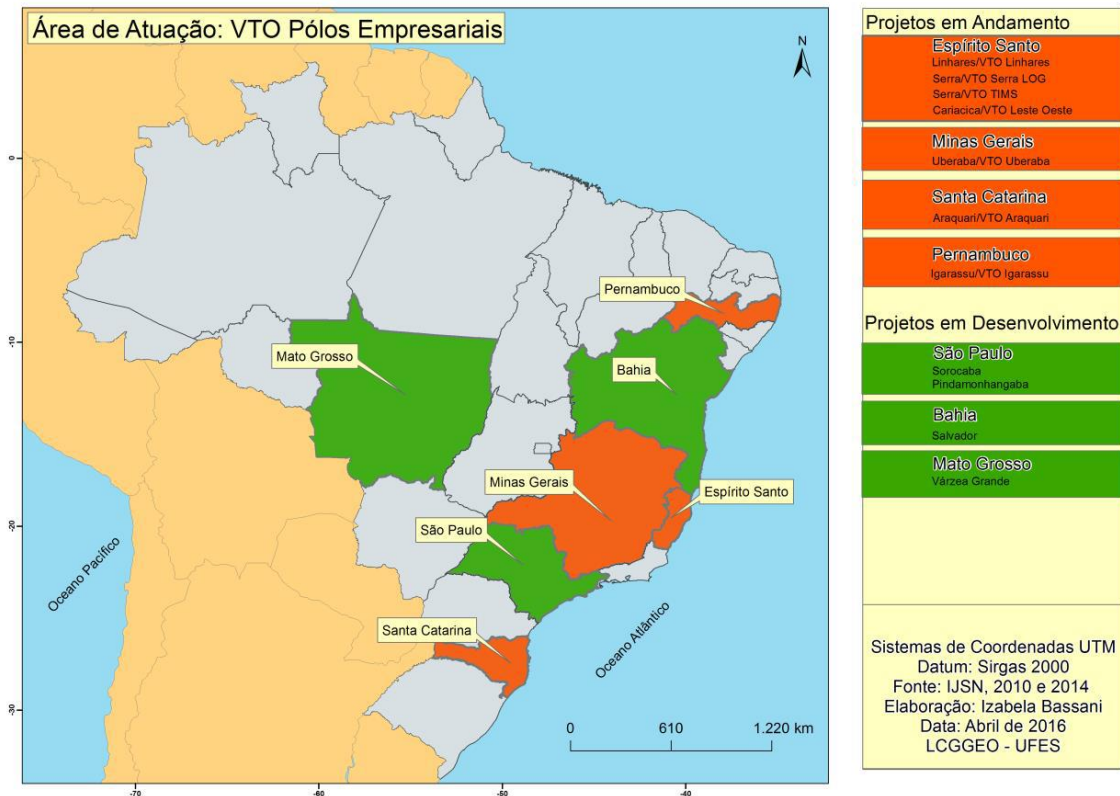 Área de Atuação: VTO Pólos Empresariais
N
0
-10
-20
-30
-70
-60
-50
-40
Pernambuco
Mato Grosso
Bahia
Minas Gerais
Espírito Santo
São Paulo
Santa Catarina
Oceano Pacífico
Oceano Atlântico
0 610 1.220 km
Projetos em Andamento
Espírito Santo
Linhares/VTO Linhares
Serra/VTO Serra LOG
Serra/VTO TIMS
Cariacica/VTO Leste Oeste
Minas Gerais
Uberaba/VTO Uberaba
Santa Catarina
Araquari/VTO Araquari
Pernambuco
Igarassu/VTO Igarassu
Projetos em Desenvolvimento
São Paulo
Sorocaba
Pindamonhangaba
Bahia
Salvador
Mato Grosso
Várzea Grande
Sistemas de Coordenadas UTM
Datum: Sirgas 2000
Fonte: IJSN, 2010 e 2014
Elaboração: Izabela Bassani
Data: Abril de 2016
LCGGEO - UFES